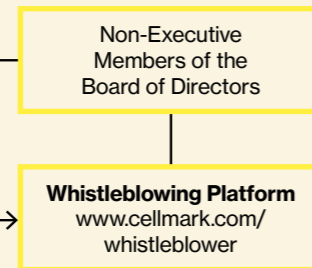 Non-Executive
Members of the
Board of Directors
Whistleblowing Platform
www.cellmark.com/
whistleblower